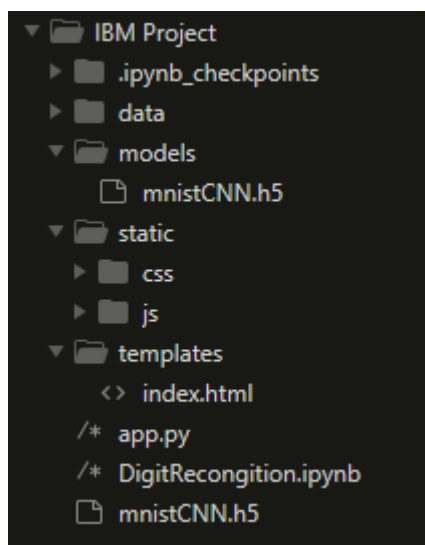 IBM Project
.ipynb_checkpoints
data
models
mnistCNN.h5
static
css
js
templates
<> index.html
/* app.py
/* DigitRecongition.ipynb
mnistCNN.h5